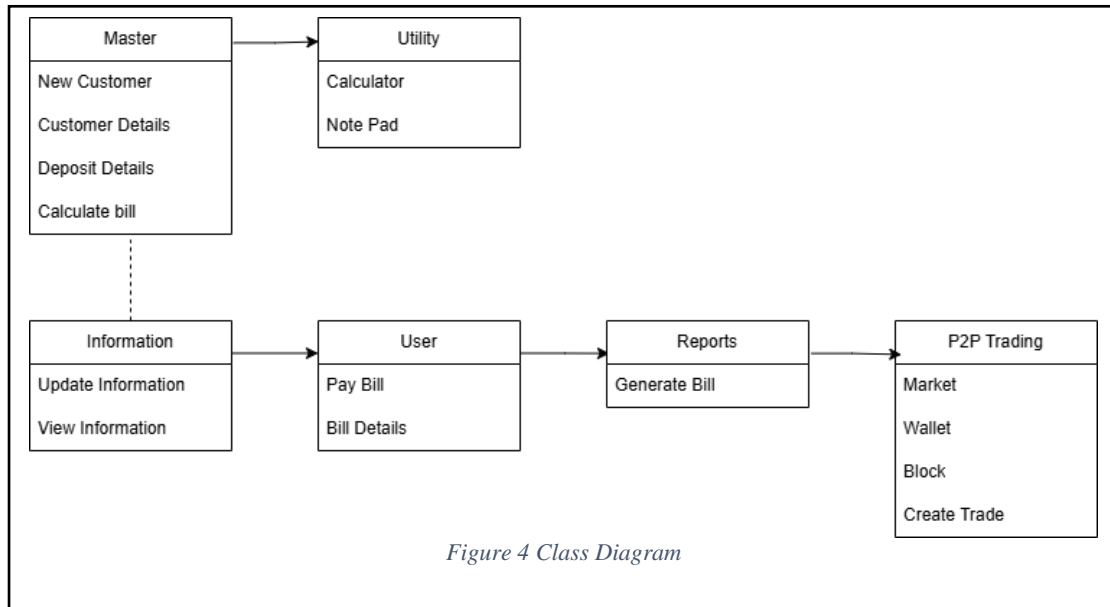 Master
New Customer
Customer Details
Deposit Details
Calculate bill
Utility
Calculator
Note Pad
Information
Update Information
View Information
User
Pay Bill
Bill Details
Reports
Generate Bill
P2P Trading
Market
Wallet
Block
Create Trade
Figure 4 Class Diagram